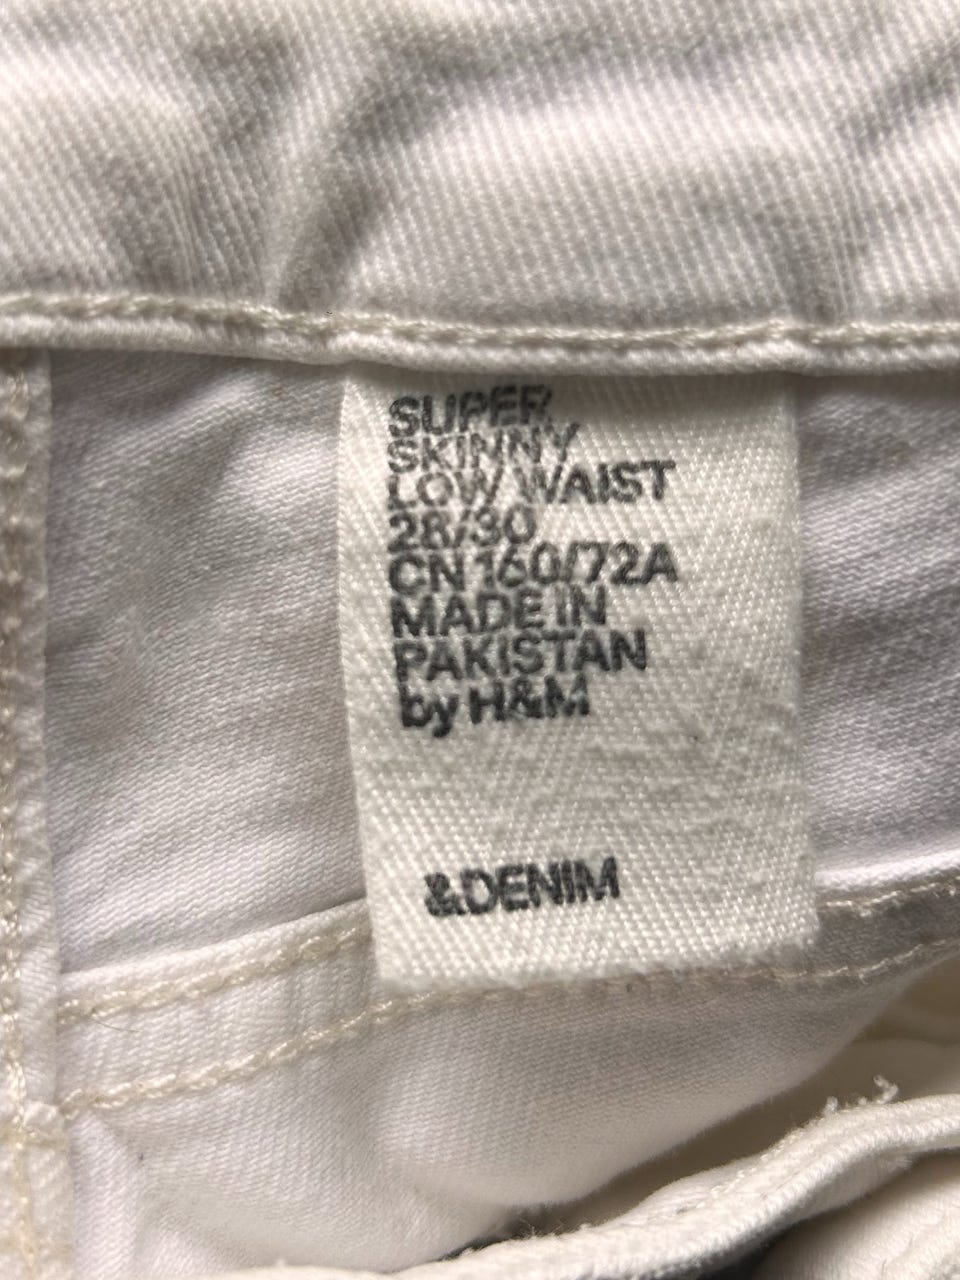 SUPER
SKINNY
LOW WAIST
28/30
CN 160/72A
MADE IN
PAKISTAN
by H&M
&DENIM